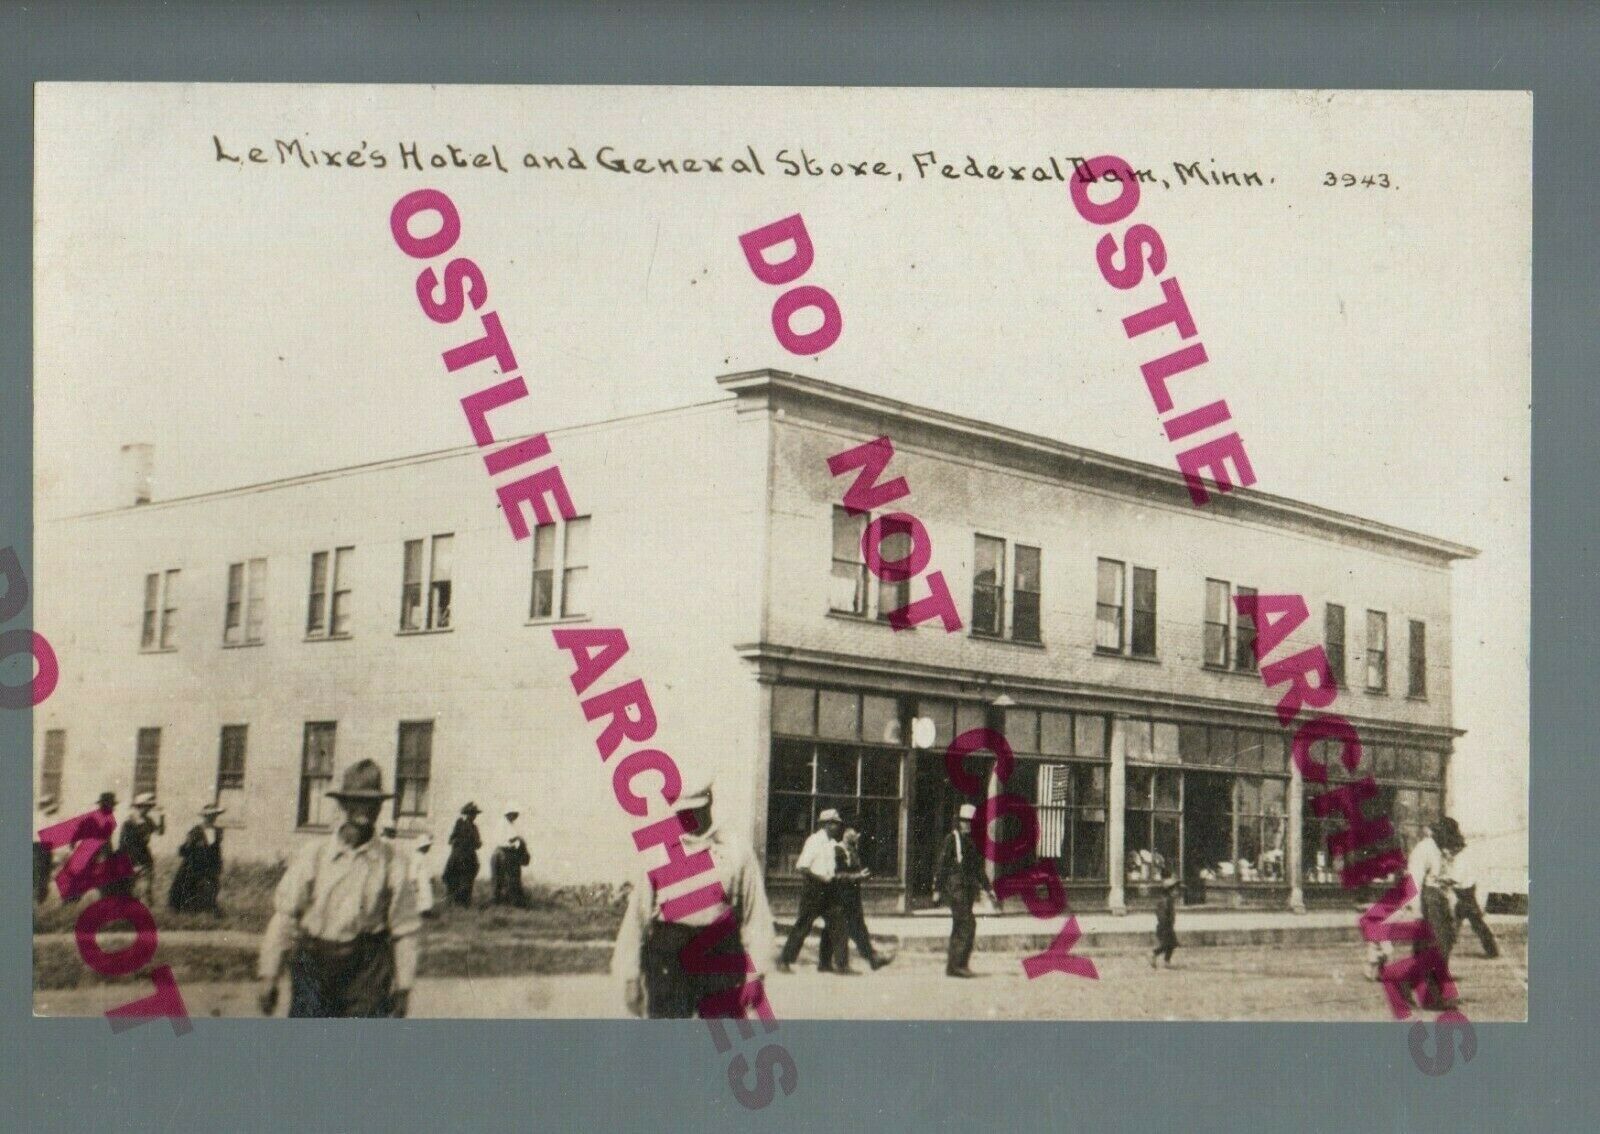 Le Mire's Hotel and General Store, Federal Dam, Minn. 3943.
OSTLIE ARCHIVES
DO NOT COPY
OSTLIE ARCHIVES
DO NOT